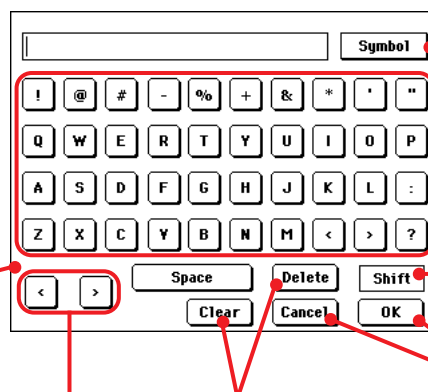 Symbol
! @ # - % + & * ' "
Q W E R T Y U I O P
A S D F G H J K L :
Z X C V B N M < > ?
Space Delete Shift
< >
Clear Cancel OK